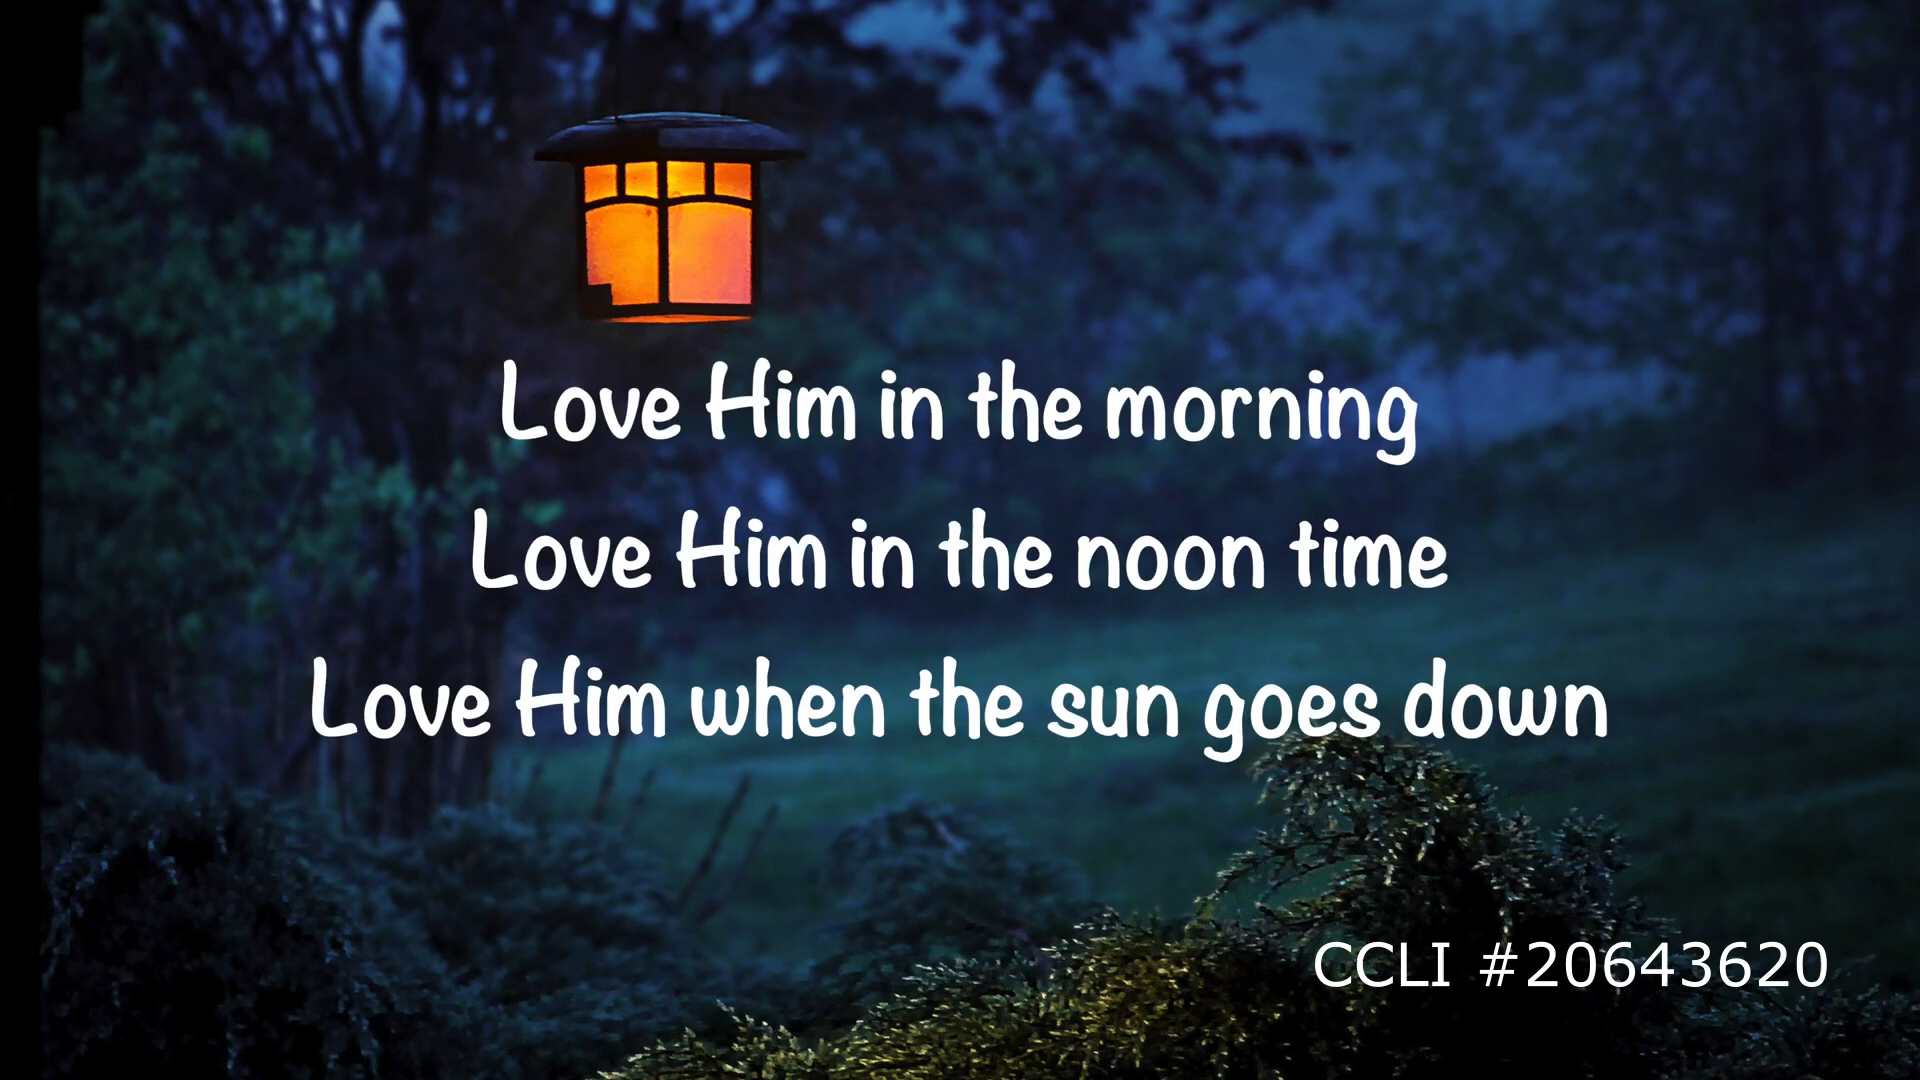 Love Him in the morning
Love Him in the noon time
Love Him when the sun goes down
CCLI #20643620